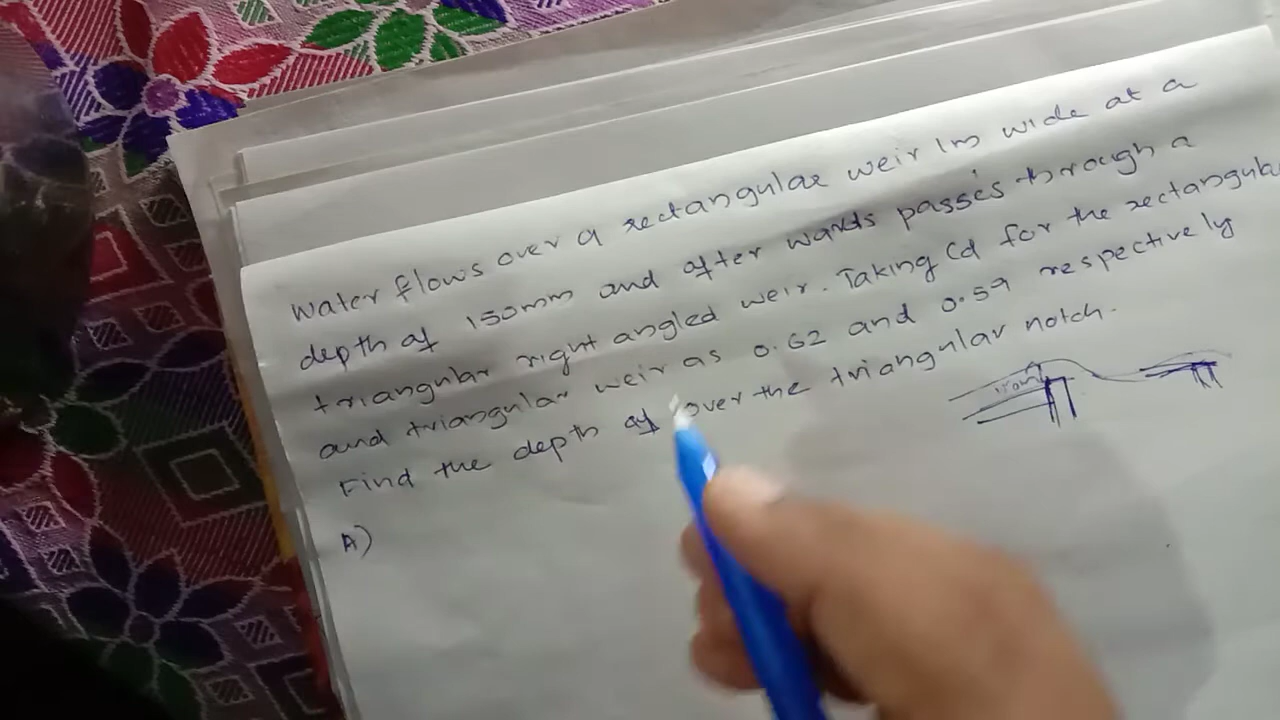 Water flows over a rectangular weir 1m wide at a
depth of 150mm and after wards passes through a
triangular right angled weir. Taking Cd for the rectangular
and triangular weir as 0.62 and 0.59 respectively
Find the depth of over the triangular notch.
A)